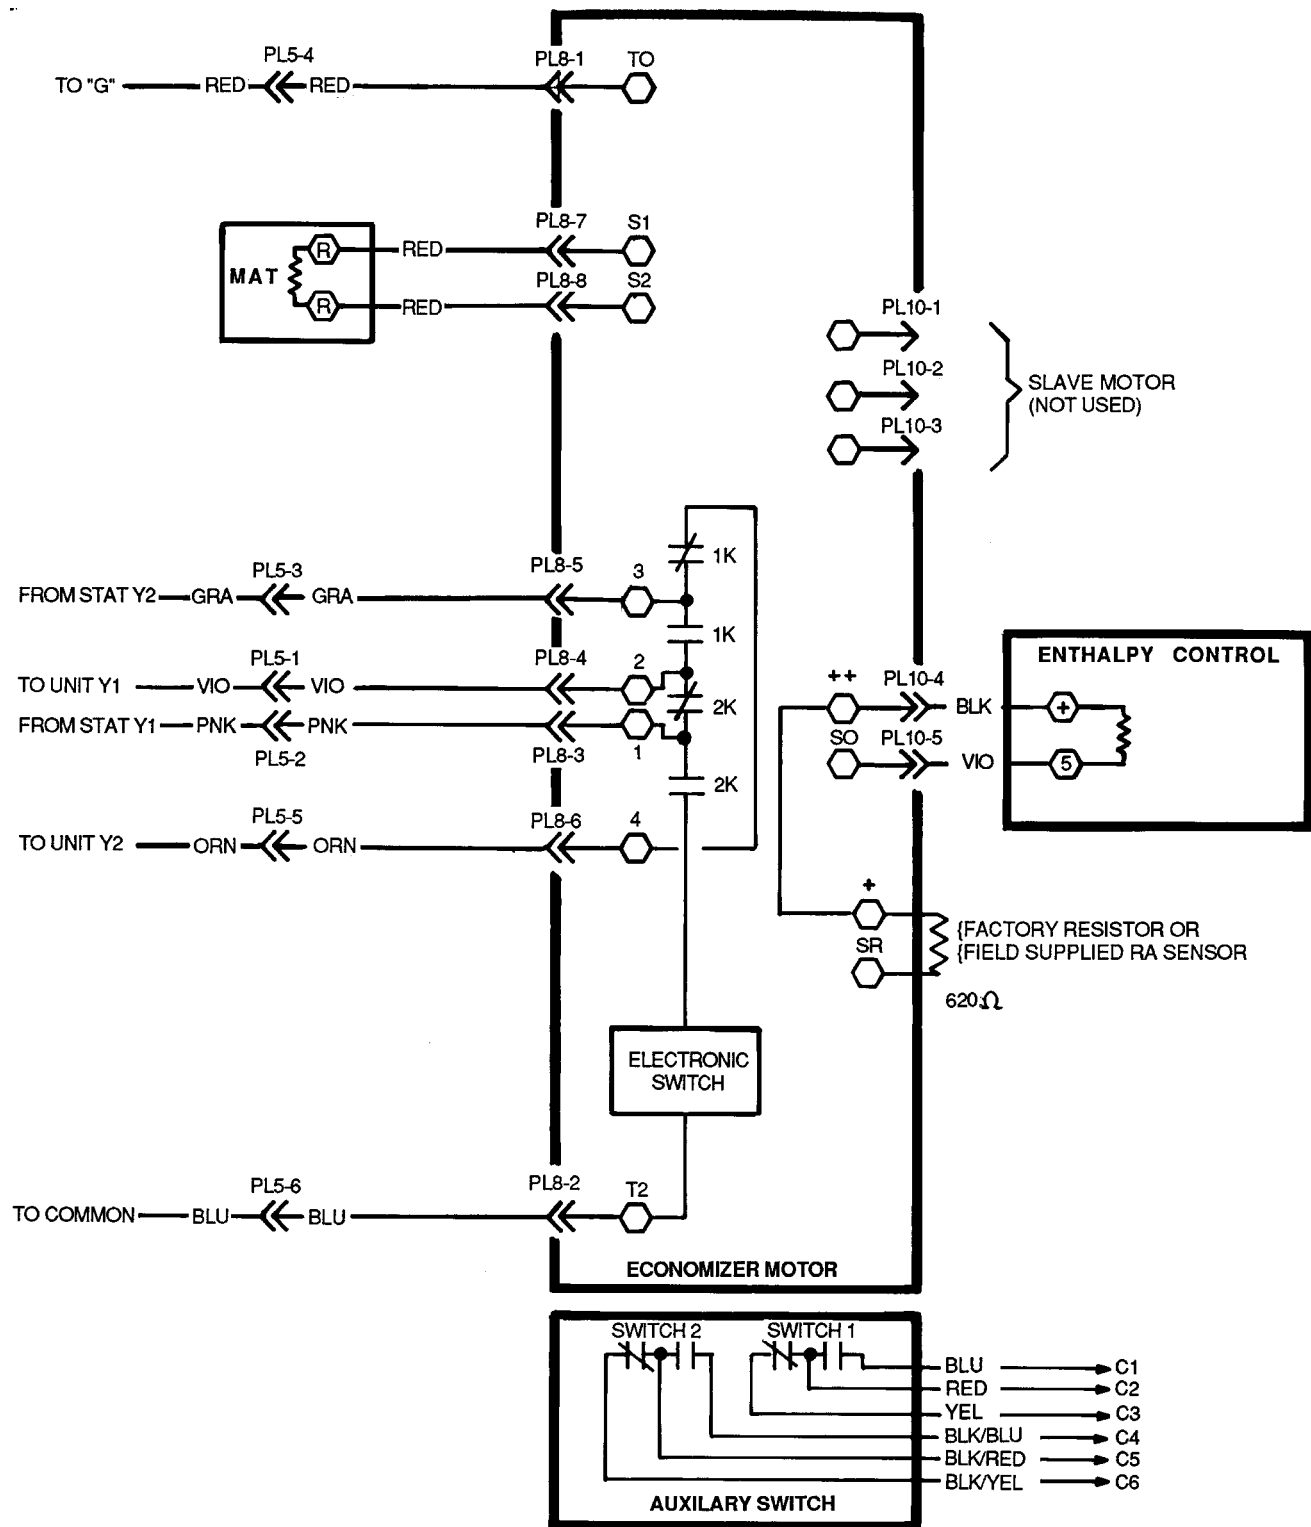 PL5-4
PL8-1
TO
TO "G"
RED
RED
PL8-7
S1
MAT
R
RED
PL8-8
S2
R
RED
PL10-1
PL10-2
PL10-3
SLAVE MOTOR
(NOT USED)
1K
PL8-5
PL5-3
3
FROM STAT Y2
GRA
GRA
1K
PL8-4
PL5-1
2
TO UNIT Y1
VIO
VIO
2K
FROM STAT Y1
PNK
PNK
PL5-2
PL8-3
1
2K
PL5-5
PL8-6
4
TO UNIT Y2
ORN
ORN
ENTHALPY CONTROL
++
PL10-4
BLK
+
SO
PL10-5
VIO
5
+
SR
{FACTORY RESISTOR OR
{FIELD SUPPLIED RA SENSOR
620Ω
ELECTRONIC
SWITCH
PL5-6
PL8-2
T2
TO COMMON
BLU
BLU
ECONOMIZER MOTOR
SWITCH 2
SWITCH 1
BLU
C1
RED
C2
YEL
C3
BLK/BLU
C4
BLK/RED
C5
BLK/YEL
C6
AUXILARY SWITCH